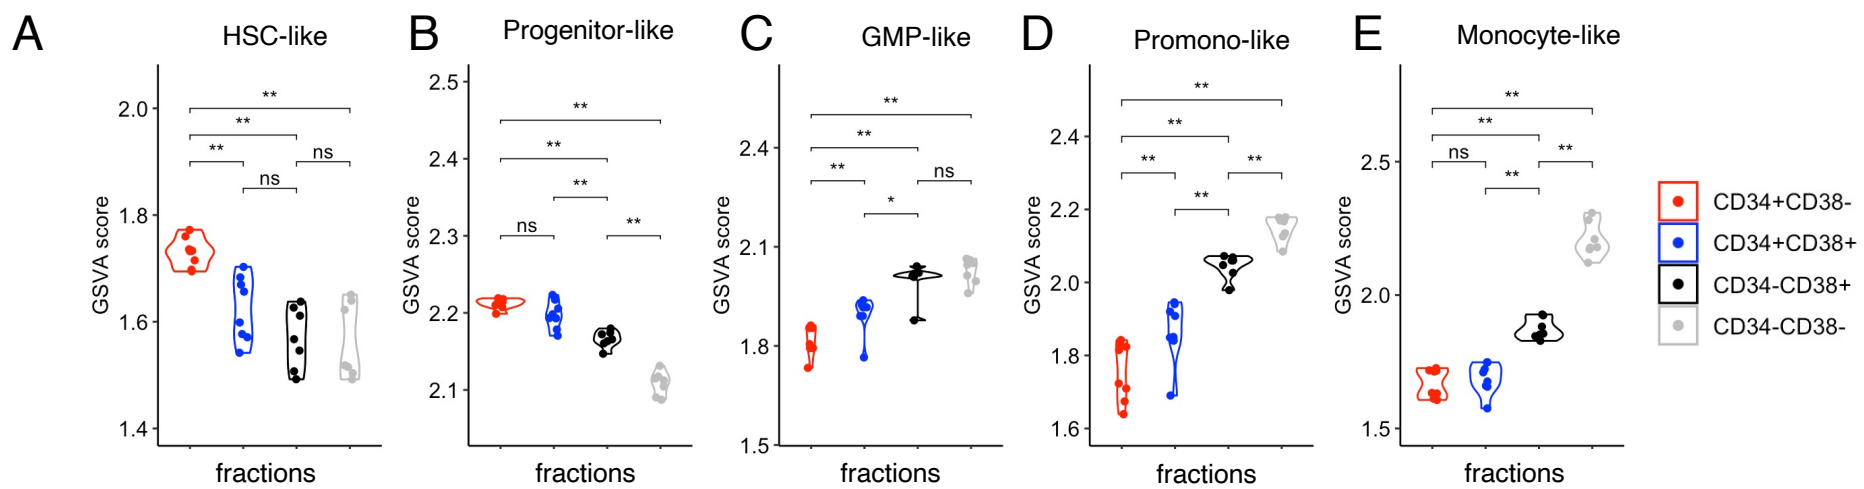 A
HSC-like
GSVA score
2.0
1.8
1.6
1.4
**
**
**
ns
ns
fractions
B
Progenitor-like
GSVA score
2.5
2.4
2.3
2.2
2.1
**
**
**
ns
**
fractions
C
GMP-like
GSVA score
2.4
2.1
1.8
1.5
**
**
**
ns
*
fractions
D
Promono-like
GSVA score
2.4
2.2
2.0
1.8
1.6
**
**
**
**
**
fractions
E
Monocyte-like
GSVA score
2.5
2.0
1.5
**
**
ns
**
**
fractions
CD34+CD38-
CD34+CD38+
CD34-CD38+
CD34-CD38-